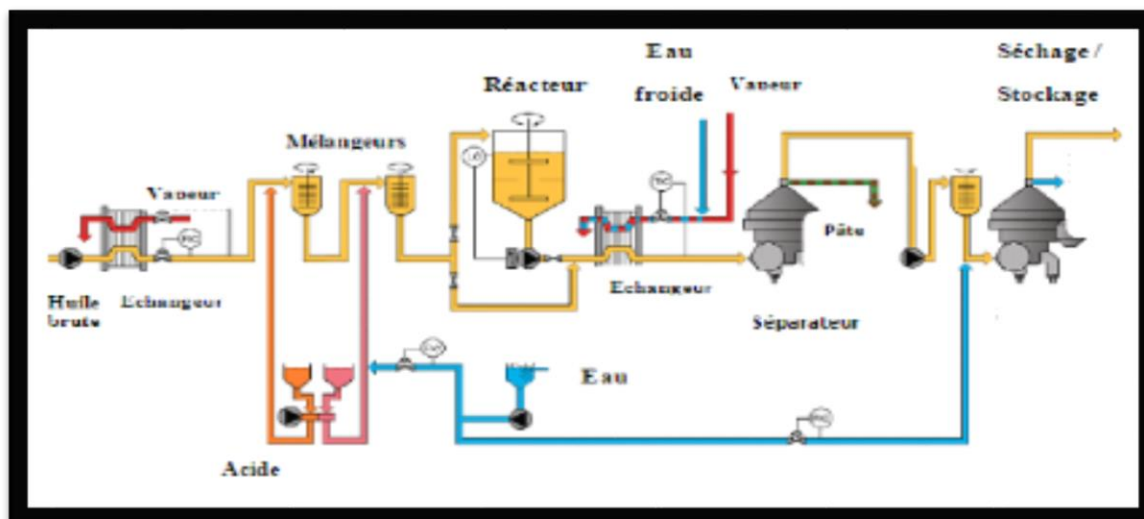 Eau
froide
Vapeur
Séchage /
Stockage
Réacteur
Mélangeurs
Vapeur
Pâte
Huile
brute
Echangeur
Echangeur
Séparateur
Eau
Acide